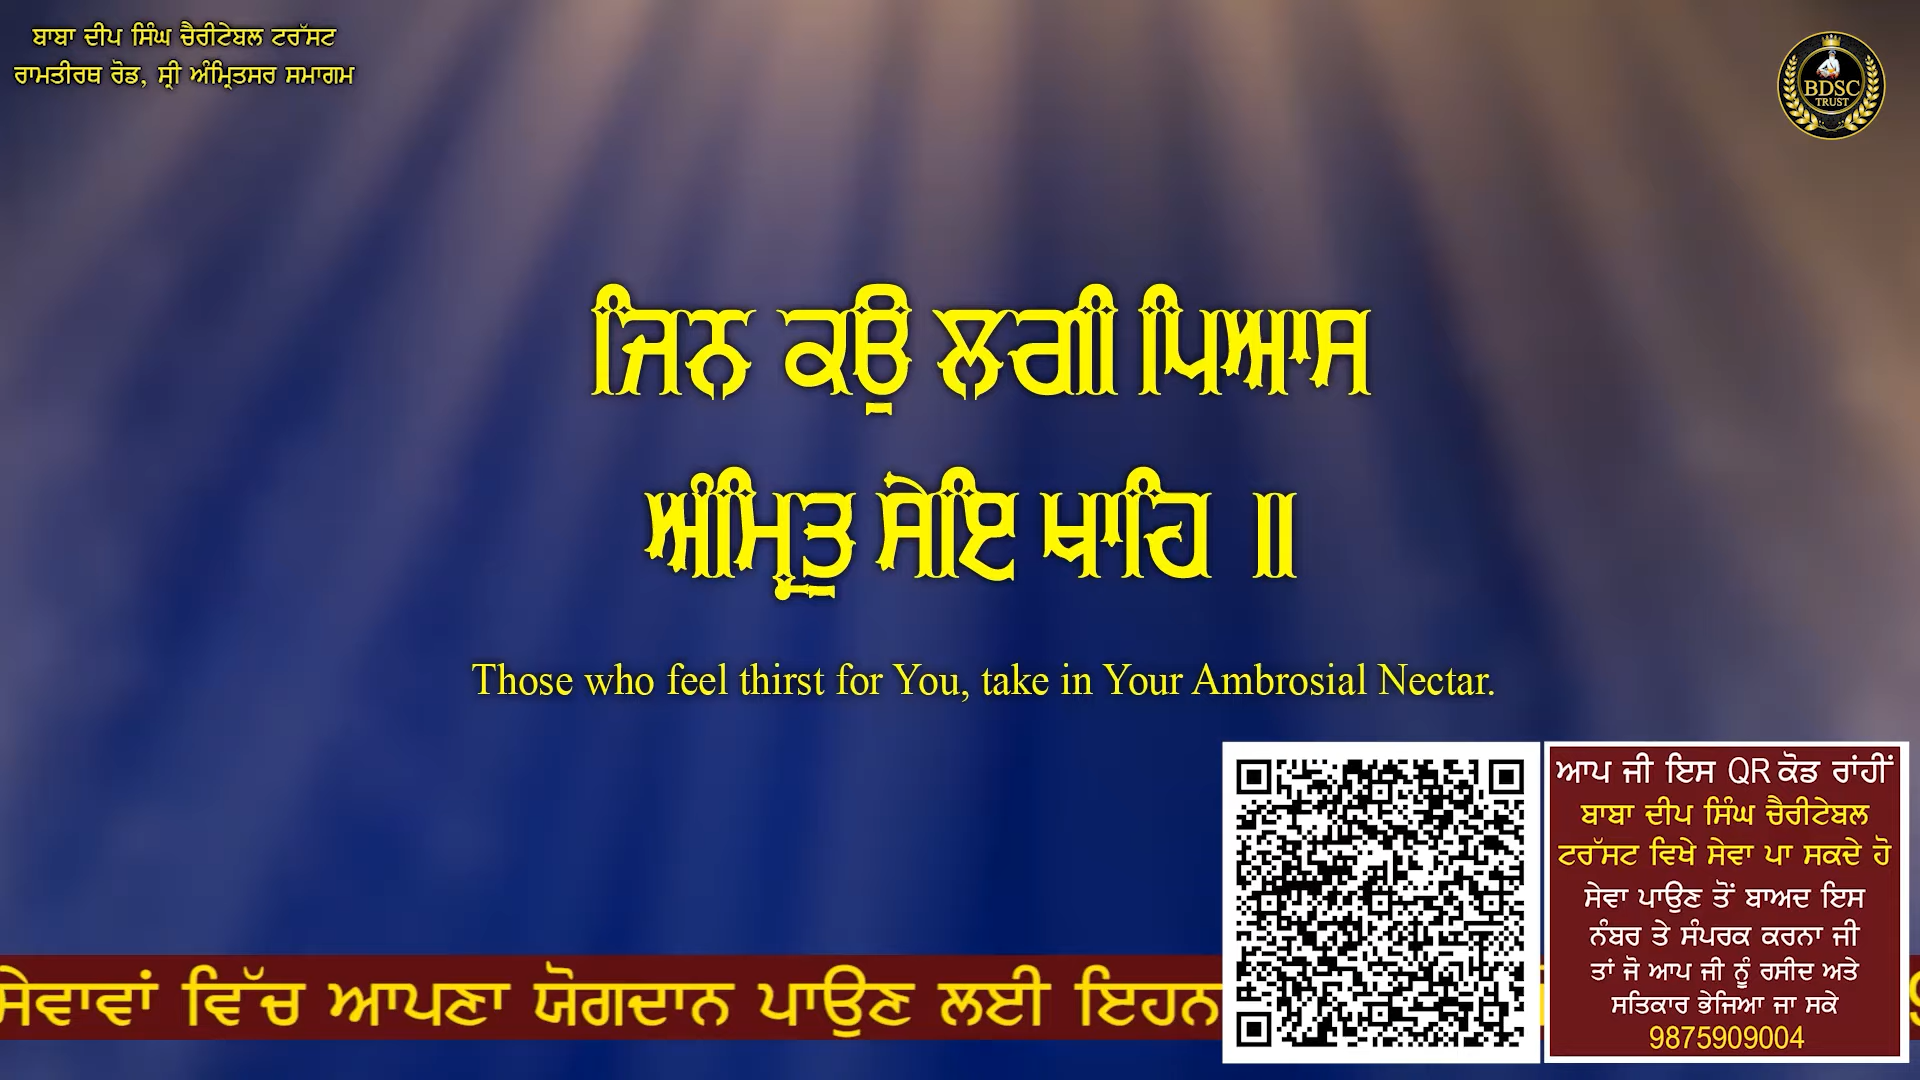 ਬਾਬਾ ਦੀਪ ਸਿੰਘ ਚੈਰੀਟੇਬਲ ਟਰੱਸਟ
ਰਾਮਤੀਰਥ ਰੋਡ, ਸ੍ਰੀ ਅੰਮ੍ਰਿਤਸਰ ਸਮਾਗਮ
BDSC
TRUST
ਜਿਨ ਕਉ ਲਗੀ ਪਿਆਸ
ਅੰਮ੍ਰਿਤੁ ਸੇਇ ਖਾਹਿ ॥
Those who feel thirst for You, take in Your Ambrosial Nectar.
ਆਪ ਜੀ ਇਸ QR ਕੋਡ ਰਾਂਹੀਂ
ਬਾਬਾ ਦੀਪ ਸਿੰਘ ਚੈਰੀਟੇਬਲ
ਟਰੱਸਟ ਵਿਖੇ ਸੇਵਾ ਪਾ ਸਕਦੇ ਹੋ
ਸੇਵਾ ਪਾਉਣ ਤੋਂ ਬਾਅਦ ਇਸ
ਨੰਬਰ ਤੇ ਸੰਪਰਕ ਕਰਨਾ ਜੀ
ਤਾਂ ਜੋ ਆਪ ਜੀ ਨੂੰ ਰਸੀਦ ਅਤੇ
ਸਤਿਕਾਰ ਭੇਜਿਆ ਜਾ ਸਕੇ
9875909004
ਸੇਵਾਵਾਂ ਵਿੱਚ ਆਪਣਾ ਯੋਗਦਾਨ ਪਾਉਣ ਲਈ ਇਹਨ